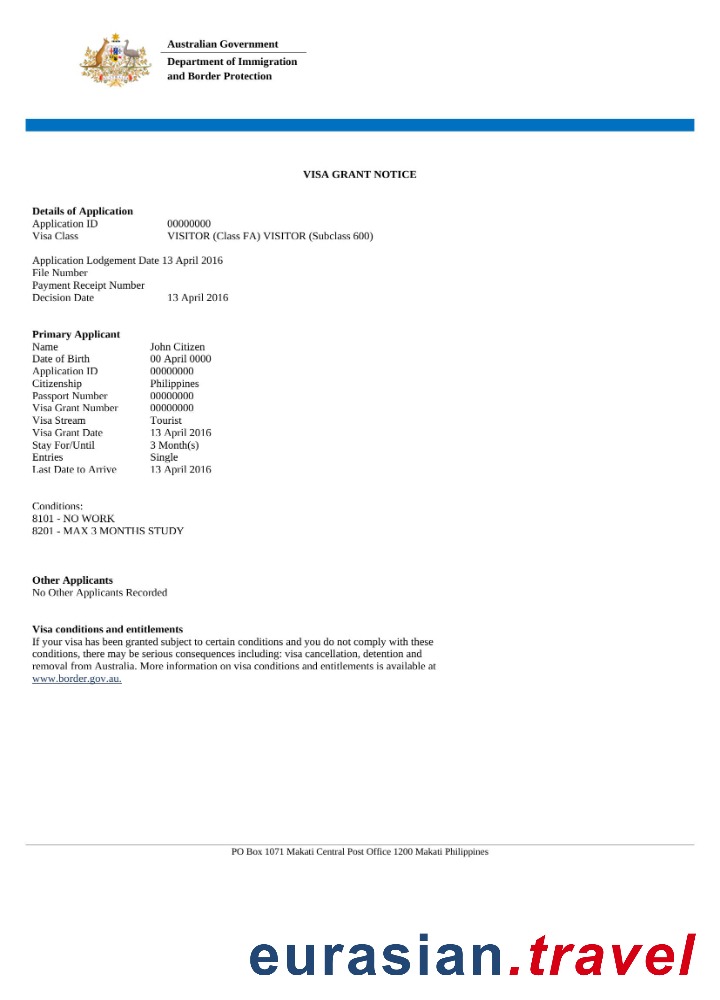 Australian Government
Department of Immigration
and Border Protection
VISA GRANT NOTICE
Details of Application
Application ID 00000000
Visa Class VISITOR (Class FA) VISITOR (Subclass 600)
Application Lodgement Date 13 April 2016
File Number
Payment Receipt Number
Decision Date 13 April 2016
Primary Applicant
Name John Citizen
Date of Birth 00 April 0000
Application ID 00000000
Citizenship Philippines
Passport Number 00000000
Visa Grant Number 00000000
Visa Stream Tourist
Visa Grant Date 13 April 2016
Stay For/Until 3 Month(s)
Entries Single
Last Date to Arrive 13 April 2016
Conditions:
8101 - NO WORK
8201 - MAX 3 MONTHS STUDY
Other Applicants
No Other Applicants Recorded
Visa conditions and entitlements
If your visa has been granted subject to certain conditions and you do not comply with these
conditions, there may be serious consequences including: visa cancellation, detention and
removal from Australia. More information on visa conditions and entitlements is available at
www.border.gov.au.
PO Box 1071 Makati Central Post Office 1200 Makati Philippines
eurasian.travel